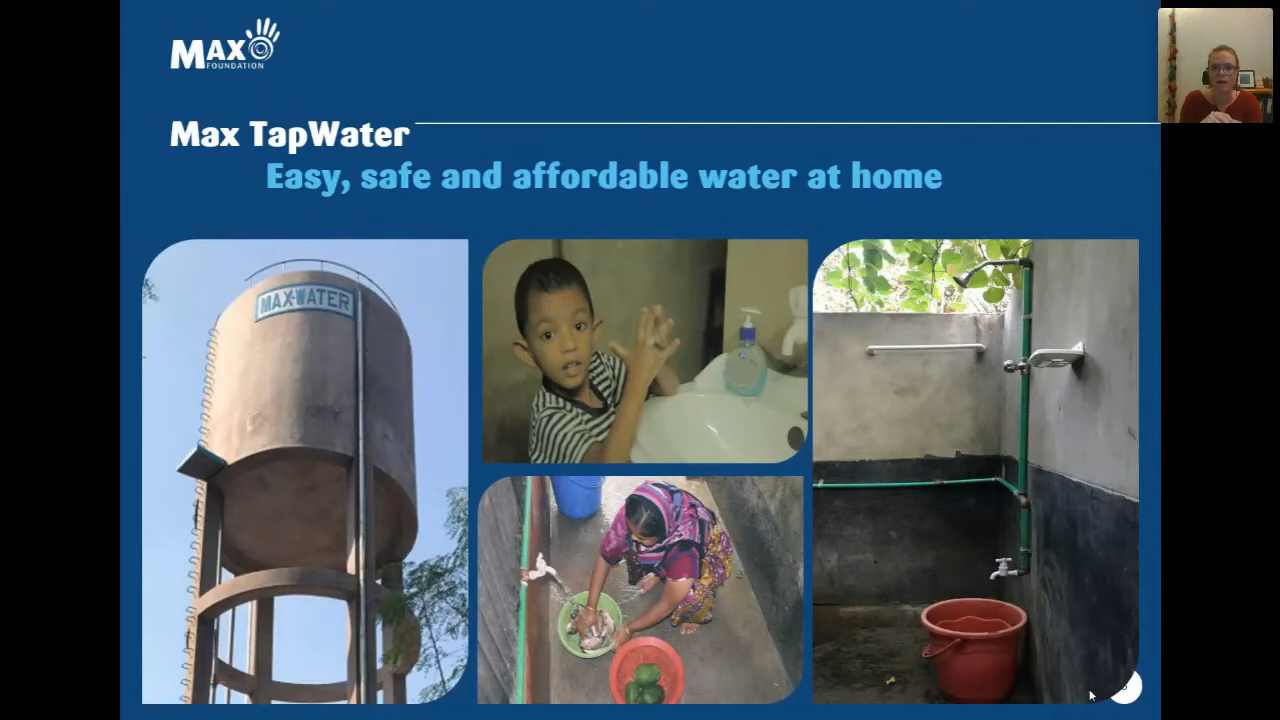 MAX
FOUNDATION
Max TapWater
Easy, safe and affordable water at home
MAX-WATER